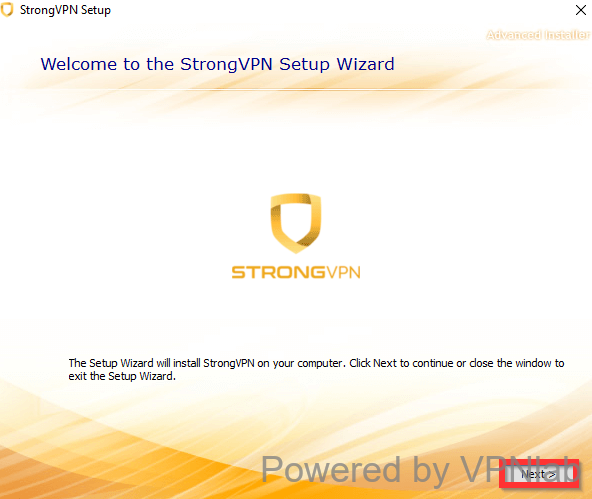 StrongVPN Setup
Advanced Installer
Welcome to the StrongVPN Setup Wizard
STRONGVPN
The Setup Wizard will install StrongVPN on your computer. Click Next to continue or close the window to
exit the Setup Wizard.
Powered by VPNlab
Next >